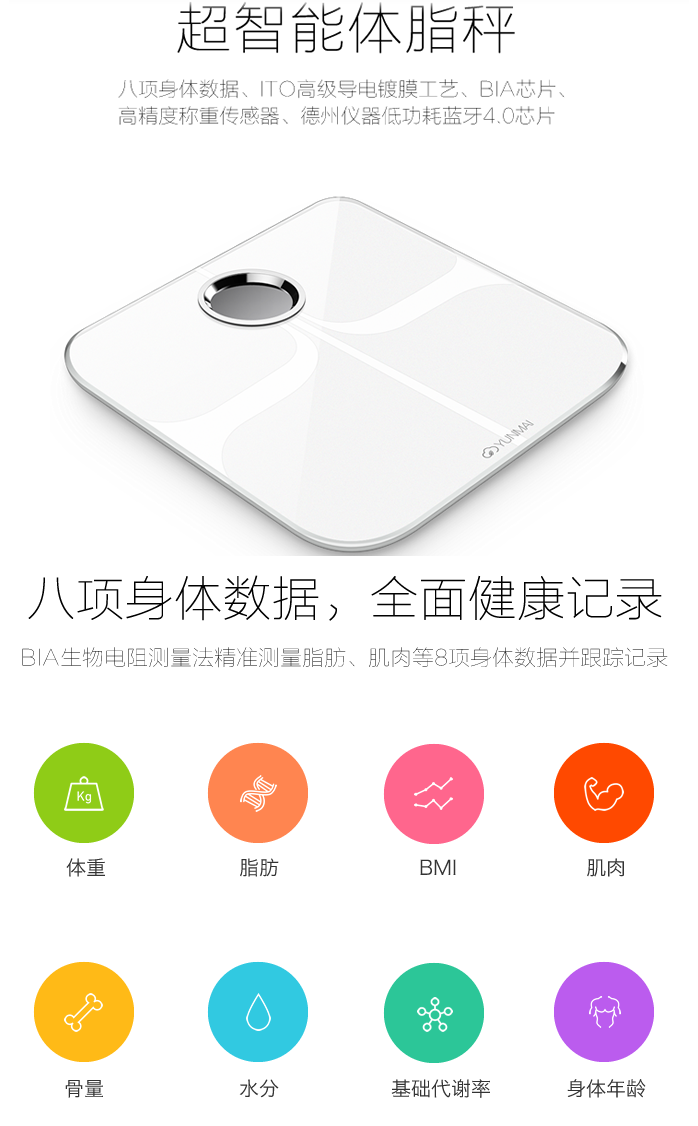 超智能体脂秤
八项身体数据、ITO高级导电镀膜工艺、BIA芯片、
高精度称重传感器、德州仪器低功耗蓝牙4.0芯片
YUNMAI
八项身体数据，全面健康记录
BIA生物电阻测量法精准测量脂肪、肌肉等8项身体数据并跟踪记录
Kg
体重
脂肪
BMI
肌肉
骨量
水分
基础代谢率
身体年龄